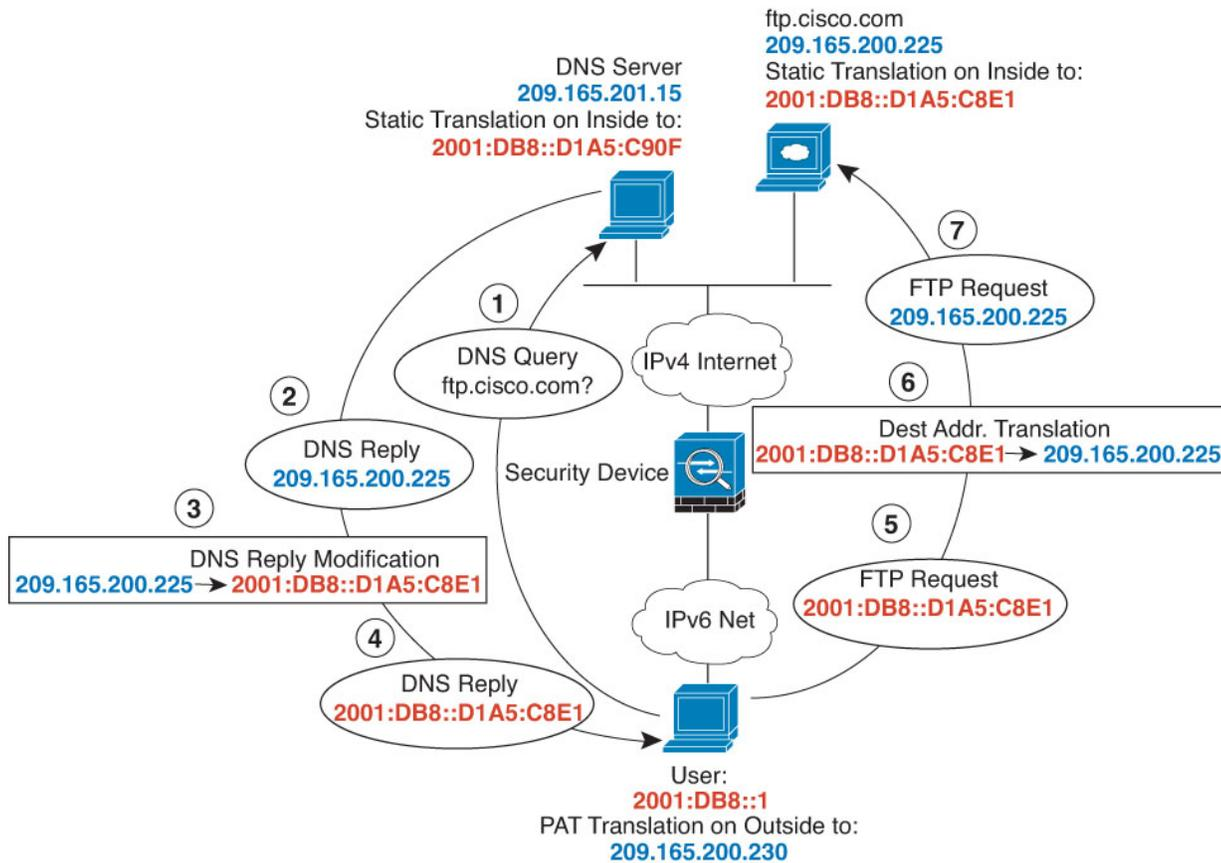 ftp.cisco.com
209.165.200.225
Static Translation on Inside to:
2001:DB8::D1A5:C8E1
DNS Server
209.165.201.15
Static Translation on Inside to:
2001:DB8::D1A5:C90F
7
FTP Request
209.165.200.225
1
DNS Query
ftp.cisco.com?
IPv4 Internet
2
DNS Reply
209.165.200.225
6
Dest Addr. Translation
2001:DB8::D1A5:C8E1 → 209.165.200.225
Security Device
3
DNS Reply Modification
209.165.200.225 → 2001:DB8::D1A5:C8E1
5
FTP Request
2001:DB8::D1A5:C8E1
IPv6 Net
4
DNS Reply
2001:DB8::D1A5:C8E1
User:
2001:DB8::1
PAT Translation on Outside to:
209.165.200.230